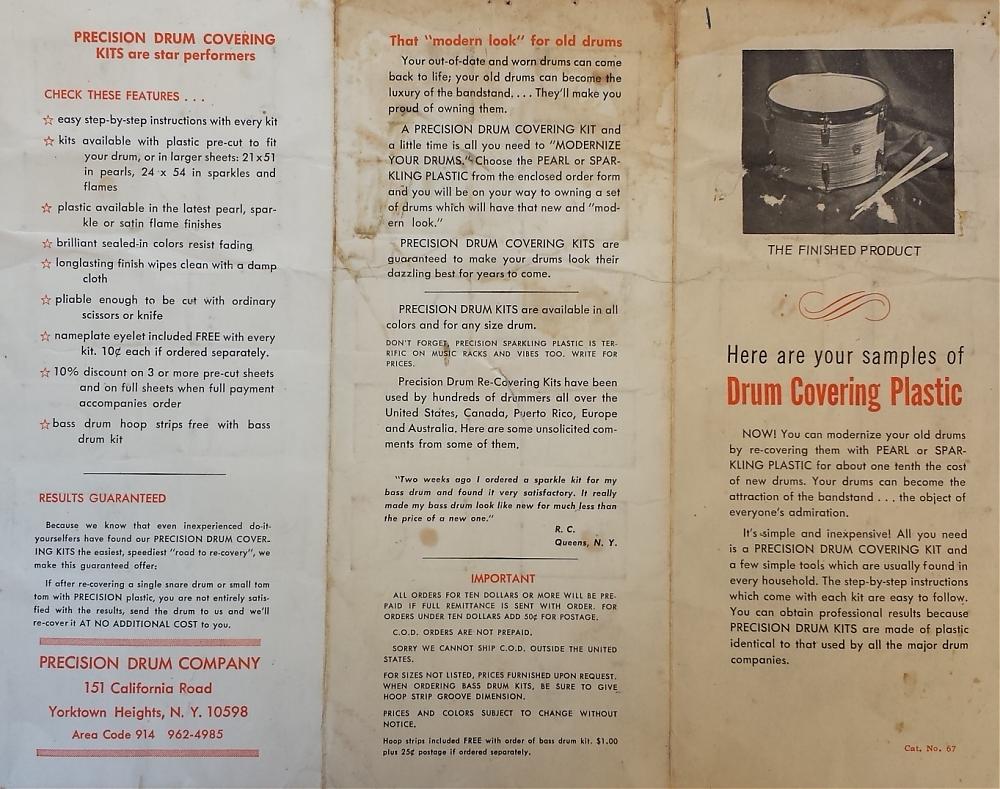 PRECISION DRUM COVERING
KITS are star performers
CHECK THESE FEATURES . . .
☆ easy step-by-step instructions with every kit
☆ kits available with plastic pre-cut to fit
your drum, or in larger sheets: 21x51
in pearls, 24 x 54 in sparkles and
flames
☆ plastic available in the latest pearl, spar-
kle or satin flame finishes
☆ brilliant sealed-in colors resist fading
☆ longlasting finish wipes clean with a damp
cloth
☆ pliable enough to be cut with ordinary
scissors or knife
☆ nameplate eyelet included FREE with every
kit. 10¢ each if ordered separately.
☆ 10% discount on 3 or more pre-cut sheets
and on full sheets when full payment
accompanies order
☆ bass drum hoop strips free with bass
drum kit
RESULTS GUARANTEED
Because we know that even inexperienced do-it-
yourselfers have found our PRECISION DRUM COVER-
ING KITS the easiest, speediest "road to re-covery", we
make this guaranteed offer:
If after re-covering a single snare drum or small tom
tom with PRECISION plastic, you are not entirely satis-
fied with the results, send the drum to us and we'll
re-cover it AT NO ADDITIONAL COST to you.
PRECISION DRUM COMPANY
151 California Road
Yorktown Heights, N. Y. 10598
Area Code 914 962-4985
That "modern look" for old drums
Your out-of-date and worn drums can come
back to life; your old drums can become the
luxury of the bandstand. . . . They'll make you
proud of owning them.
A PRECISION DRUM COVERING KIT and
a little time is all you need to "MODERNIZE
YOUR DRUMS." Choose the PEARL or SPAR-
KLING PLASTIC from the enclosed order form
and you will be on your way to owning a set
of drums which will have that new and "mod-
ern look."
PRECISION DRUM COVERING KITS are
guaranteed to make your drums look their
dazzling best for years to come.
PRECISION DRUM KITS are available in all
colors and for any size drum.
DON'T FORGET, PRECISION SPARKLING PLASTIC IS TER-
RIFIC ON MUSIC RACKS AND VIBES TOO. WRITE FOR
PRICES.
Precision Drum Re-Covering Kits have been
used by hundreds of drummers all over the
United States, Canada, Puerto Rico, Europe
and Australia. Here are some unsolicited com-
ments from some of them.
"Two weeks ago I ordered a sparkle kit for my
bass drum and found it very satisfactory. It really
made my bass drum look like new for much less than
the price of a new one."
R. C.
Queens, N. Y.
IMPORTANT
ALL ORDERS FOR TEN DOLLARS OR MORE WILL BE PRE-
PAID IF FULL REMITTANCE IS SENT WITH ORDER. FOR
ORDERS UNDER TEN DOLLARS ADD 50¢ FOR POSTAGE.
C.O.D. ORDERS ARE NOT PREPAID.
SORRY WE CANNOT SHIP C.O.D. OUTSIDE THE UNITED
STATES.
FOR SIZES NOT LISTED, PRICES FURNISHED UPON REQUEST.
WHEN ORDERING BASS DRUM KITS, BE SURE TO GIVE
HOOP STRIP GROOVE DIMENSION.
PRICES AND COLORS SUBJECT TO CHANGE WITHOUT
NOTICE.
Hoop strips included FREE with order of bass drum kit. $1.00
plus 25¢ postage if ordered separately.
THE FINISHED PRODUCT
Here are your samples of
Drum Covering Plastic
NOW! You can modernize your old drums
by re-covering them with PEARL or SPAR-
KLING PLASTIC for about one tenth the cost
of new drums. Your drums can become the
attraction of the bandstand . . . the object of
everyone's admiration.
It's simple and inexpensive! All you need
is a PRECISION DRUM COVERING KIT and
a few simple tools which are usually found in
every household. The step-by-step instructions
which come with each kit are easy to follow.
You can obtain professional results because
PRECISION DRUM KITS are made of plastic
identical to that used by all the major drum
companies.
Cat. No. 67